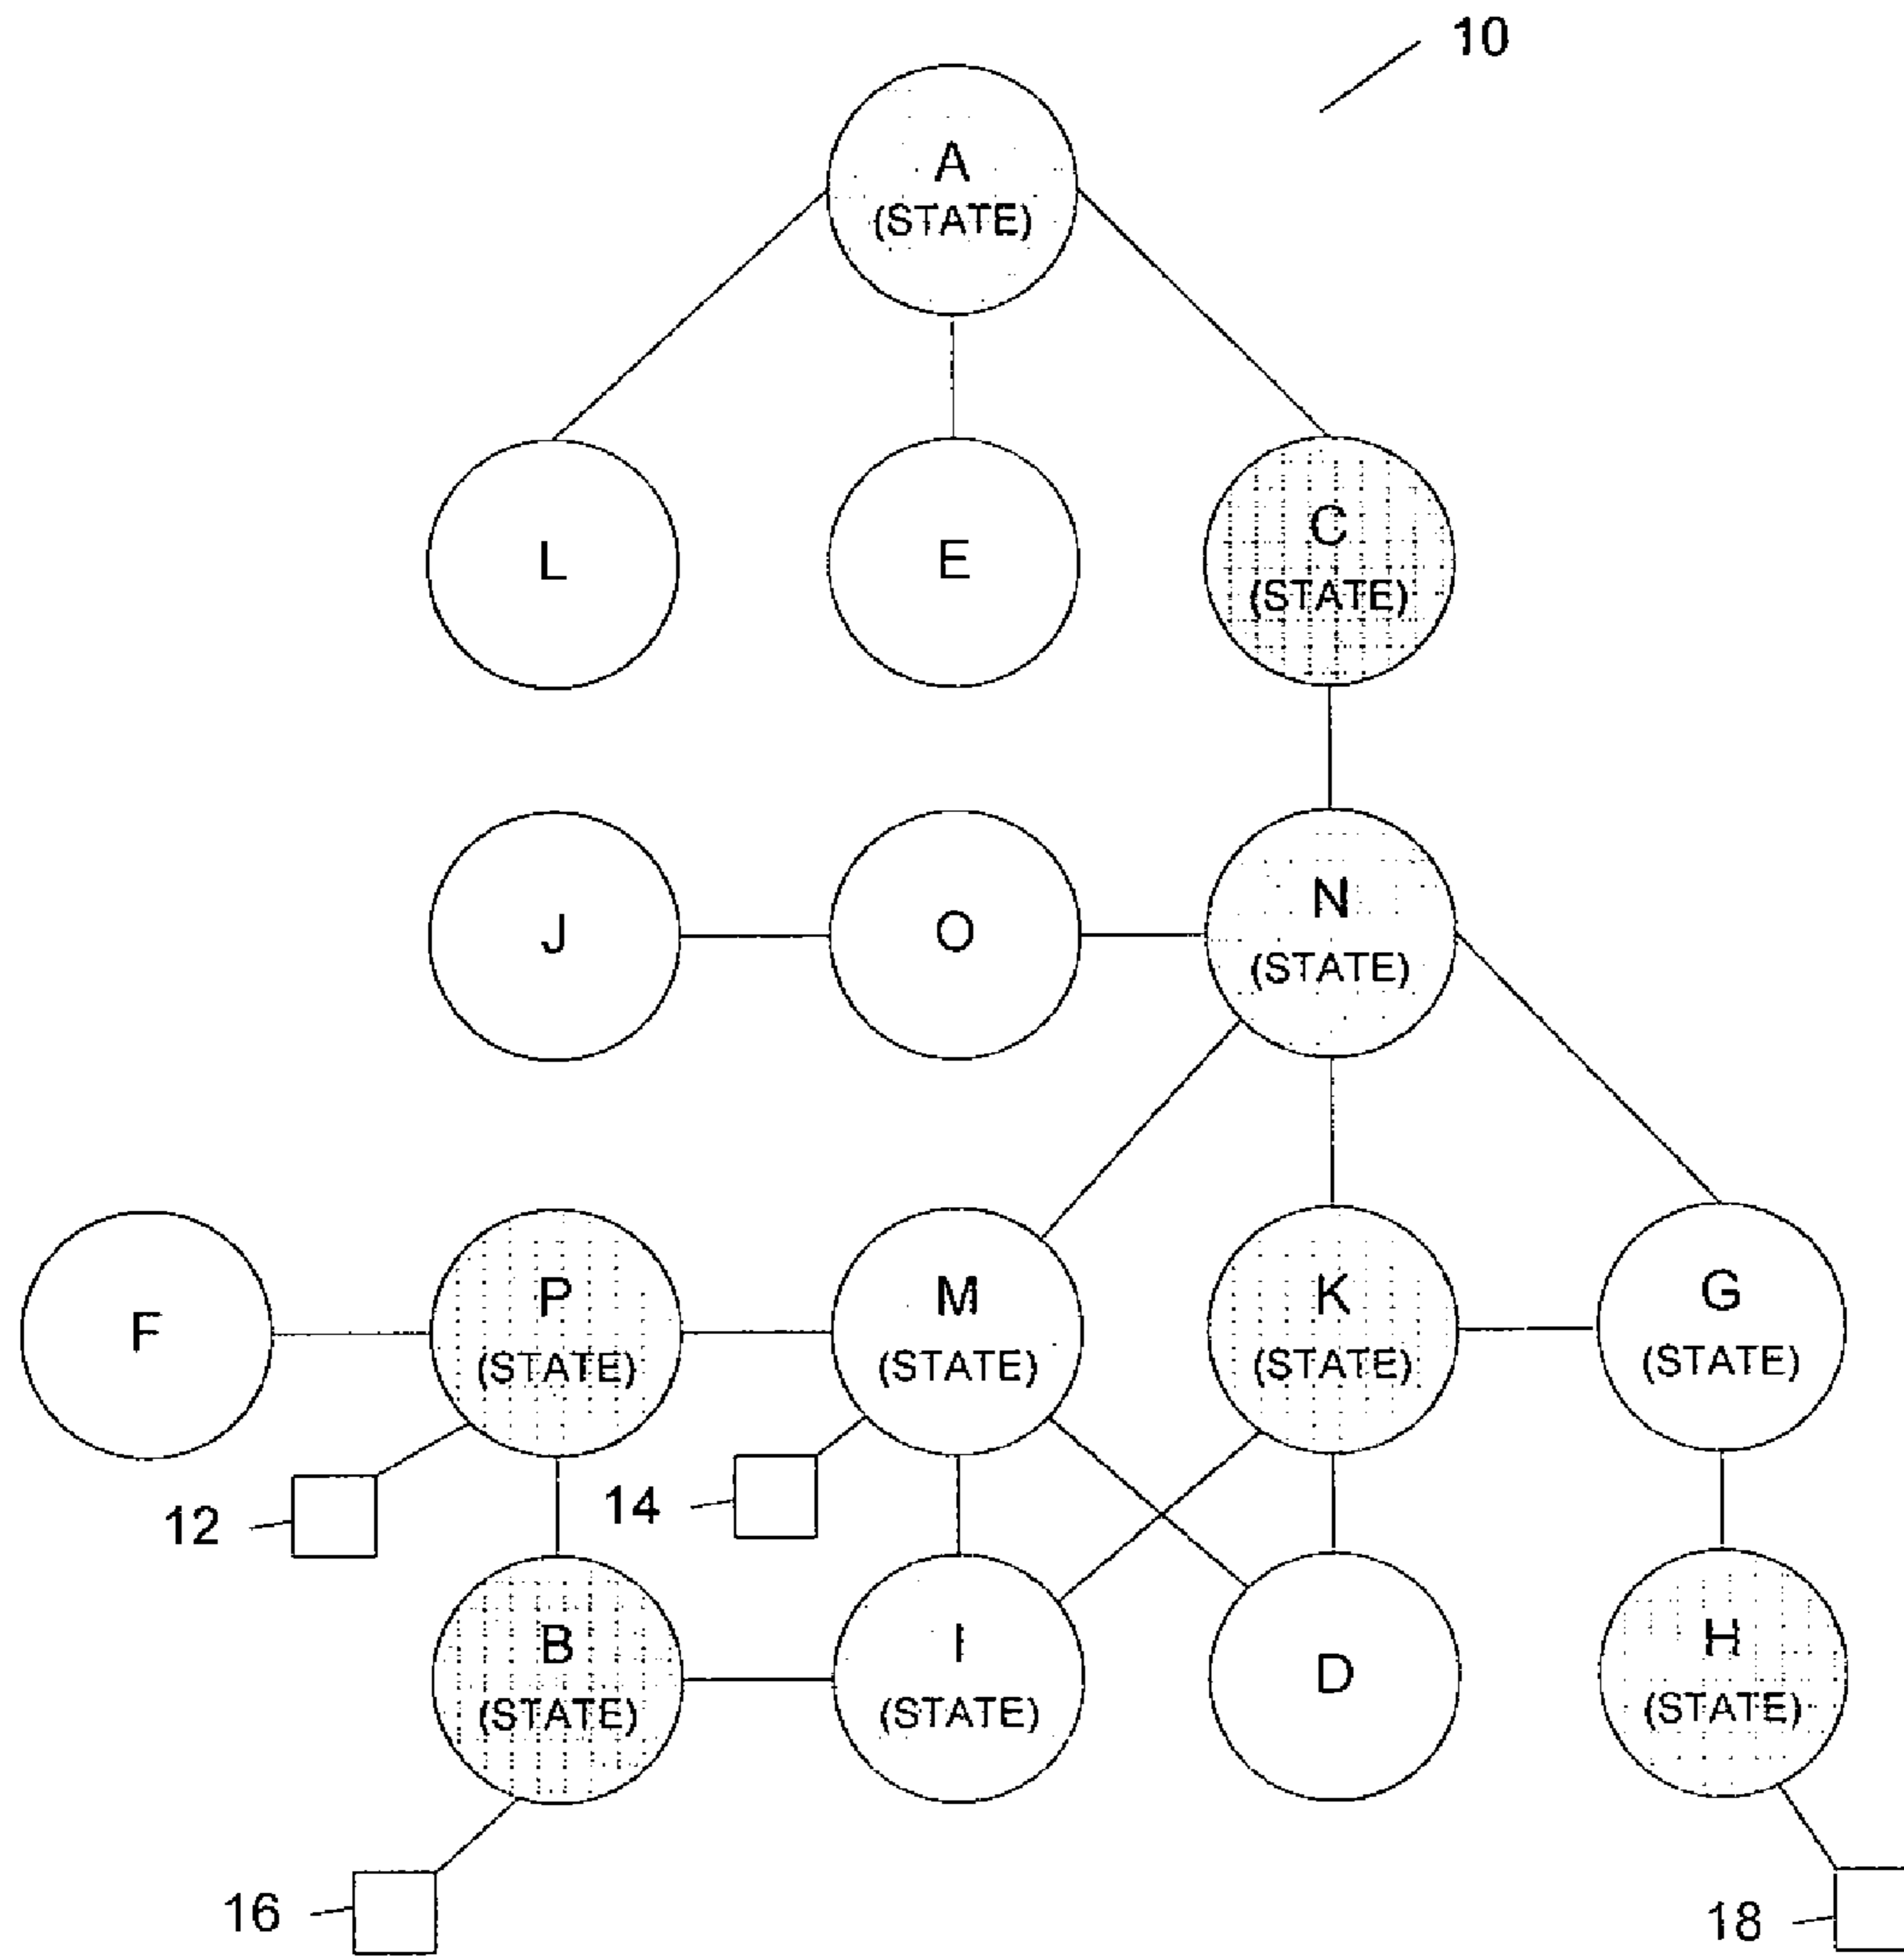 10
A
(STATE)
L
E
C
(STATE)
J
O
N
(STATE)
F
P
(STATE)
M
(STATE)
K
(STATE)
G
(STATE)
12
14
B
(STATE)
I
(STATE)
D
H
(STATE)
16
18